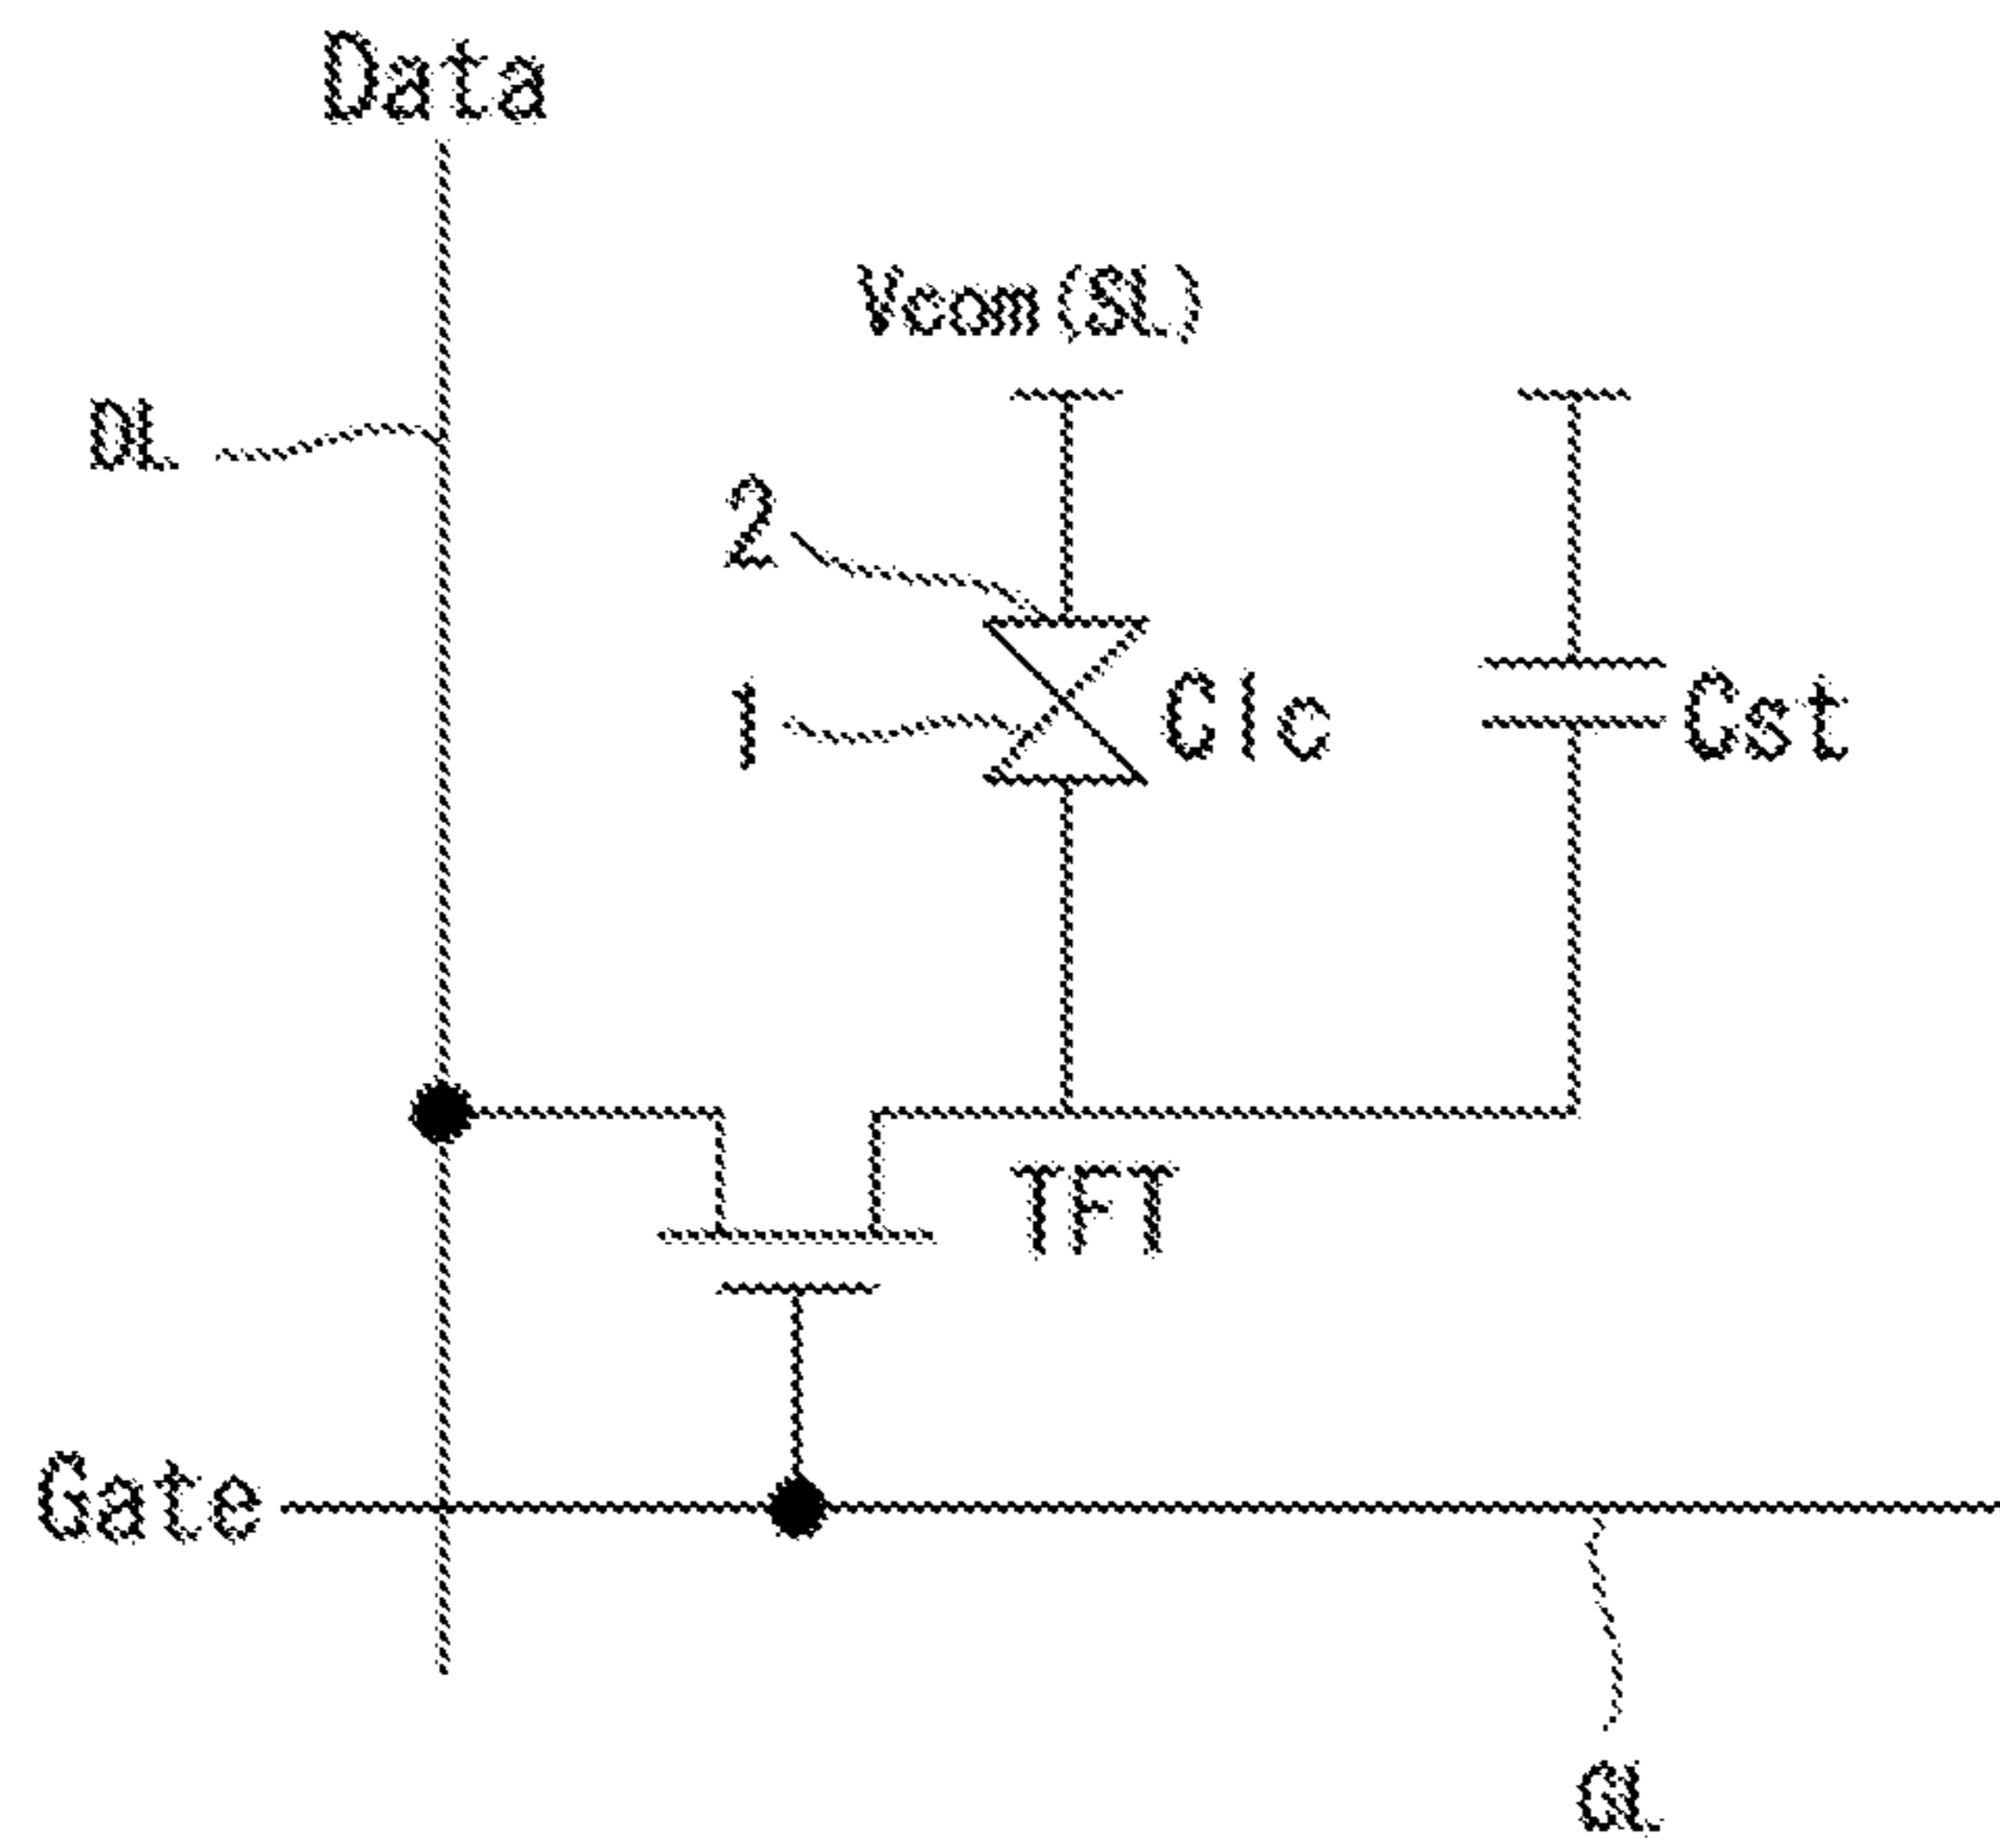 Data
Vcom(SL)
DL
2
1
Clc
Cst
TFT
Gate
GL